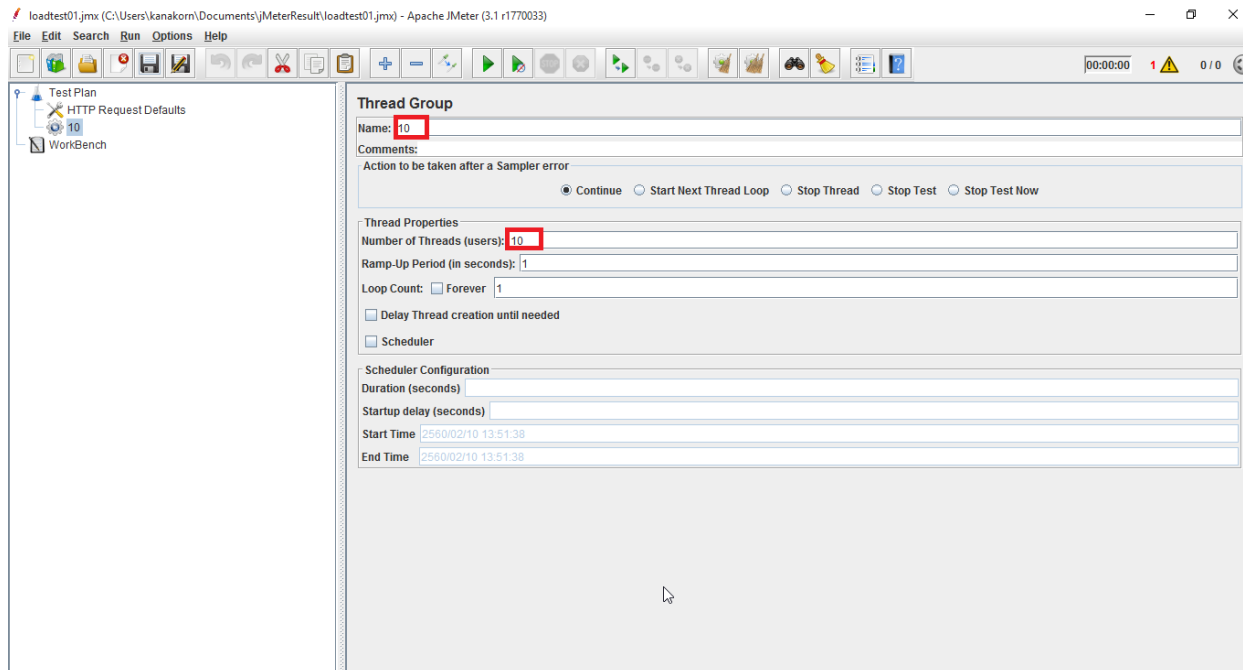 loadtest01.jmx (C:\Users\kanakorn\Documents\jMeterResult\loadtest01.jmx) - Apache JMeter (3.1 r1770033)
File Edit Search Run Options Help
00:00:00 1 0 / 0
Test Plan
HTTP Request Defaults
10
WorkBench
Thread Group
Name: 10
Comments:
Action to be taken after a Sampler error
Continue Start Next Thread Loop Stop Thread Stop Test Stop Test Now
Thread Properties
Number of Threads (users): 10
Ramp-Up Period (in seconds): 1
Loop Count: Forever 1
Delay Thread creation until needed
Scheduler
Scheduler Configuration
Duration (seconds)
Startup delay (seconds)
Start Time 2560/02/10 13:51:38
End Time 2560/02/10 13:51:38